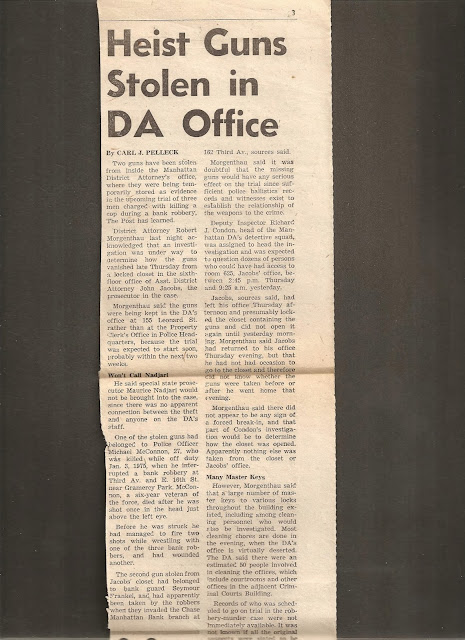 3
Heist Guns
Stolen in
DA Office
By CARL J. PELLECK
Two guns have been stolen
from inside the Manhattan
District Attorney's office,
where they were being tem-
porarily stored as evidence
in the upcoming trial of three
men charged with killing a
cop during a bank robbery,
The Post has learned.
District Attorney Robert
Morgenthau last night ac-
knowledged that an investi-
gation was under way to
determine how the guns
vanished late Thursday from
a locked closet in the sixth-
floor office of Asst. District
Attorney John Jacobs, the
prosecutor in the case.
Morgenthau said the guns
were being kept in the DA's
office at 155 Leonard St.
rather than at the Property
Clerk's Office in Police Head-
quarters, because the trial
was expected to start soon,
probably within the next two
weeks.
Won't Call Nadjari
He said special state prose-
cutor Maurice Nadjari would
not be brought into the case,
since there was no apparent
connection between the theft
and anyone on the DA's
staff.
One of the stolen guns had
belonged to Police Officer
Michael McConnon, 27, who
was killed while off duty
Jan. 2, 1975, when he inter-
rupted a bank robbery at
Third Av. and E. 16th St.
near Gramercy Park. McCon-
non, a six-year veteran of
the force, died after he was
shot once in the head just
above the left eye.
Before he was struck he
had managed to fire two
shots while wrestling with
one of the three bank rob-
bers, and had wounded
another.
The second gun stolen from
Jacobs' closet had belonged
to bank guard Seymour
Frankel, and had apparently
been taken by the robbers
when they invaded the Chase
Manhattan Bank branch at
162 Third Av., sources said.
Morgenthau said it was
doubtful that the missing
guns would have any serious
effect on the trial since suf-
ficient police ballistics rec-
ords and witnesses exist to
establish the relationship of
the weapons to the crime.
Deputy Inspector Richard
J. Condon, head of the Man-
hattan DA's detective squad,
was assigned to head the in-
vestigation and was expected
to question dozens of persons
who could have had access to
room 625, Jacobs' office, be-
tween 2:45 p.m. Thursday
and 9:25 a.m. yesterday.
Jacobs, sources said, had
left his office Thursday af-
ternoon and presumably lock-
ed the closet containing the
guns and did not open it
again until yesterday morn-
ing. Morgenthau said Jacobs
had returned to his office
Thursday evening, but that
he had not had occasion to
go to the closet and therefore
did not know whether the
guns were taken before or
after he went home that
evening.
Morgenthau said there did
not appear to be any sign of
a forced break-in, and that
part of Condon's investiga-
tion would be to determine
how the closet was opened.
Apparently nothing else was
taken from the closet or
Jacobs' office.
Many Master Keys
However, Morgenthau said
that a large number of mas-
ter keys to various locks
throughout the building ex-
isted, including among clean-
ing personnel who would
also be investigated. Most
cleaning chores are done in
the evening, when the DA's
office is virtually deserted.
The DA said there were an
estimated 50 people involved
in cleaning the offices, which
include courtrooms and other
offices in the adjacent Crim-
inal Courts Building.
Records of who was sched-
uled to go on trial in the rob-
bery-murder case were not
immediately available. It was
not known if all the original